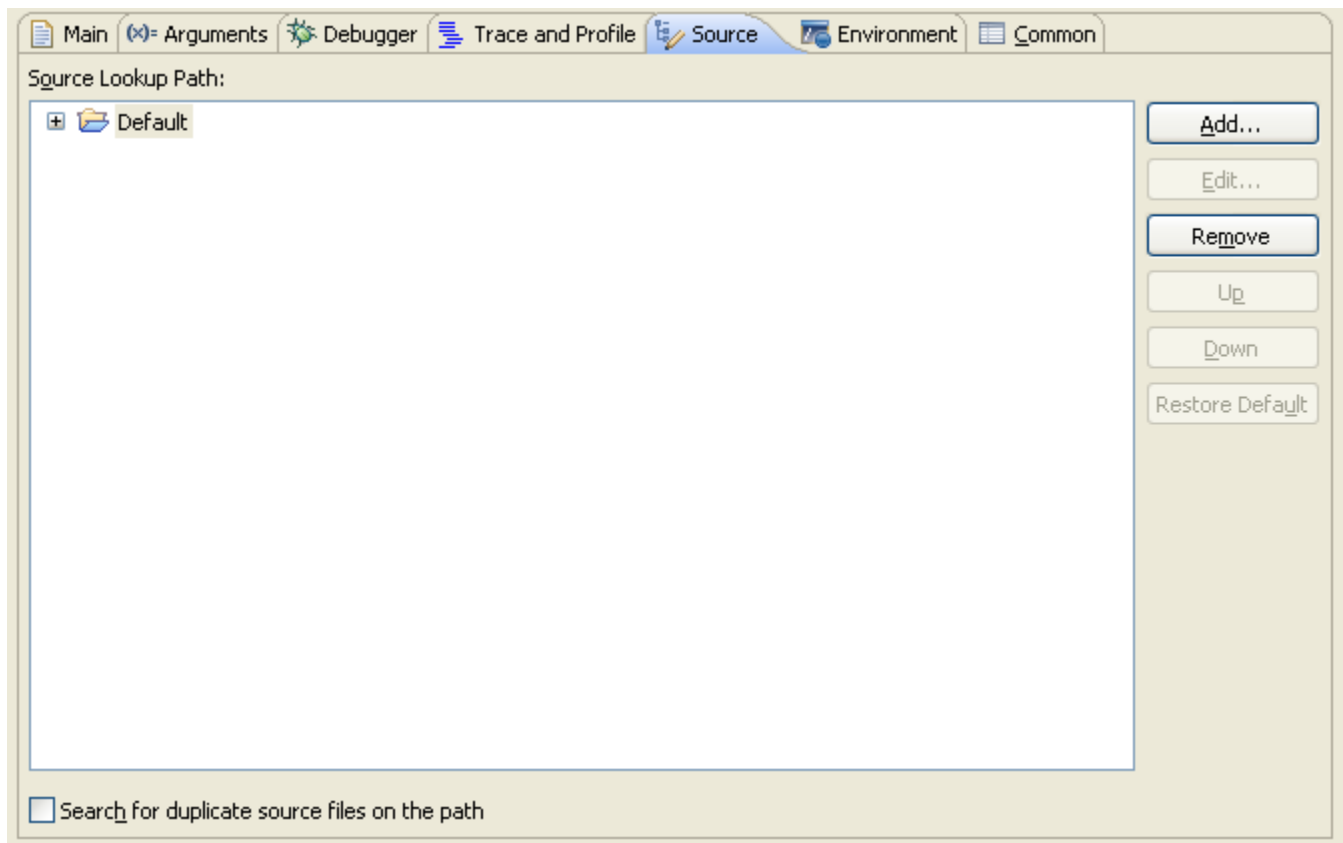 Main (x)= Arguments Debugger Trace and Profile Source Environment Common
Source Lookup Path:
Default
Add...
Edit...
Remove
Up
Down
Restore Default
Search for duplicate source files on the path